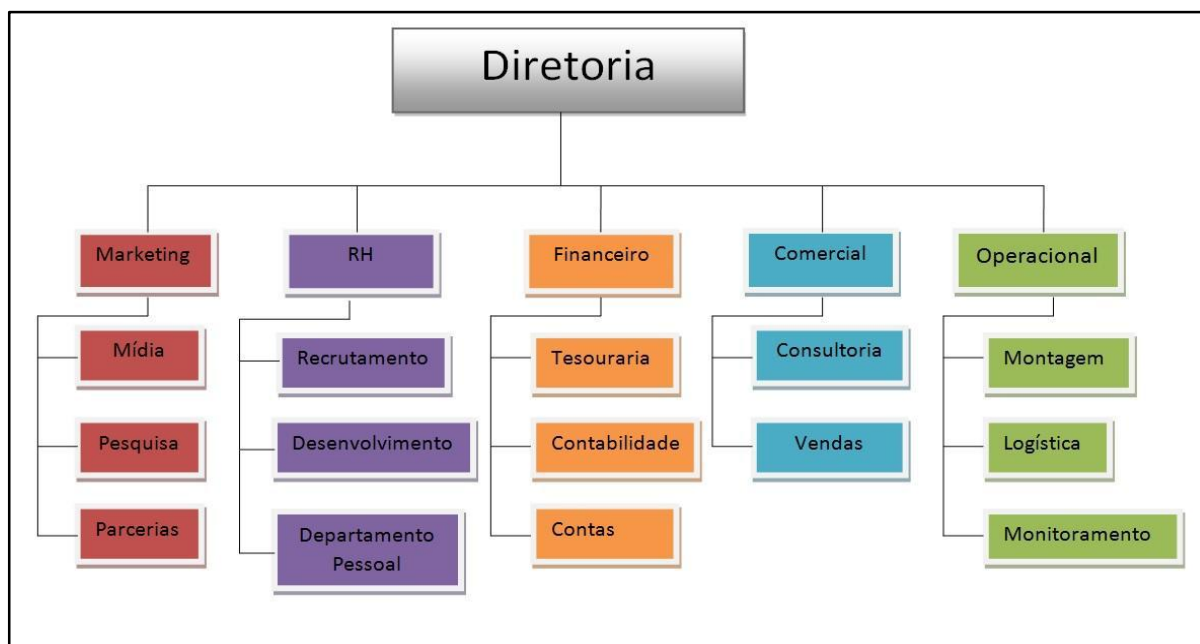 Diretoria
Marketing
Mídia
Pesquisa
Parcerias
RH
Recrutamento
Desenvolvimento
Departamento
Pessoal
Financeiro
Tesouraria
Contabilidade
Contas
Comercial
Consultoria
Vendas
Operacional
Montagem
Logística
Monitoramento